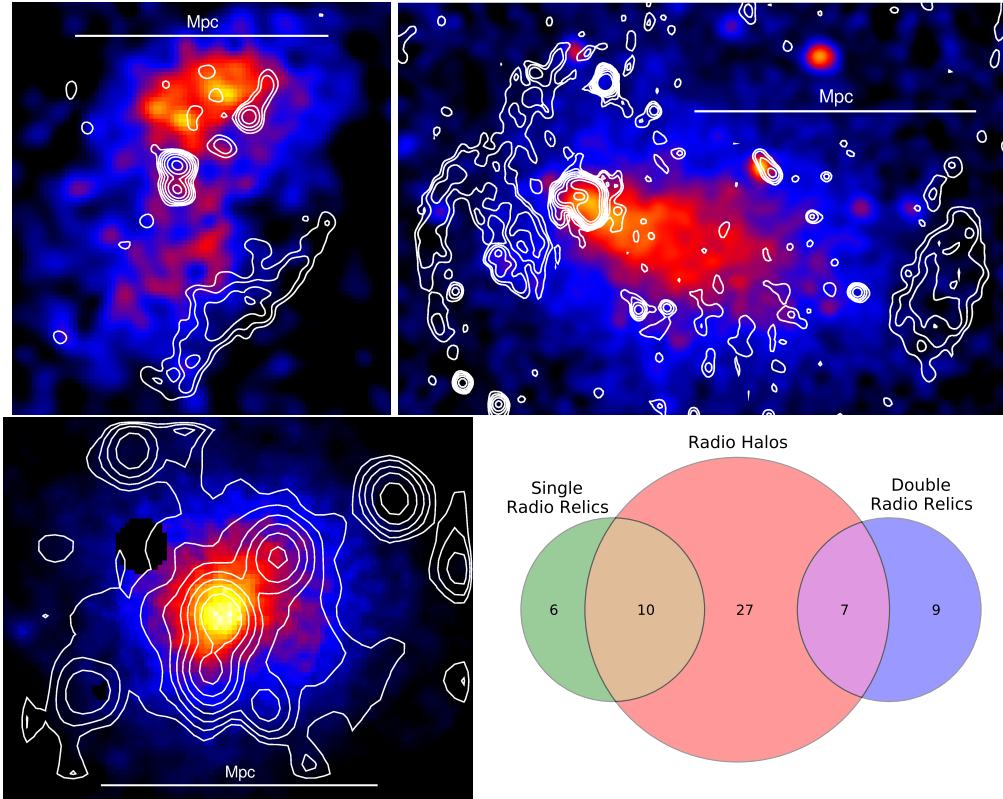 Mpc
Mpc
Mpc
Radio Halos
Single
Radio Relics
Double
Radio Relics
6
10
27
7
9